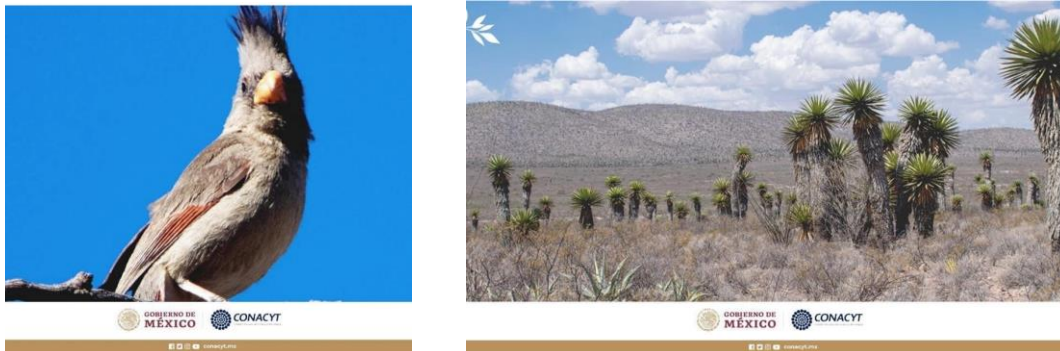 GOBIERNO DE
MÉXICO
CONACYT
conacyt.mx
GOBIERNO DE
MÉXICO
CONACYT
conacyt.mx